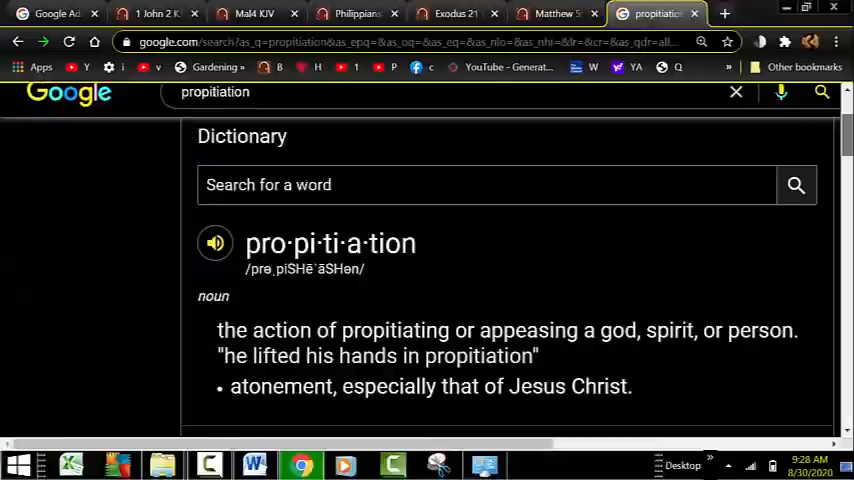 Google Ad
1 John 2 K
Mal4 KJV
Philippian
Exodus 21
Matthew 5
propitiatio
google.com/search?as_q=propitiation&as_epq=&as_oq=&as_eq=&as_nlo=&as_nhi=&lr=&cr=&as_qdr=all...
Apps
Y
i
v
Gardening »
B
H
1
P
c
YouTube - Generat...
W
YA
Q
»
Other bookmarks
Google
propitiation
Dictionary
Search for a word
pro·pi·ti·a·tion
/prəˌpiSHēˈāSHən/
noun
the action of propitiating or appeasing a god, spirit, or person.
"he lifted his hands in propitiation"
• atonement, especially that of Jesus Christ.
Desktop
»
9:28 AM
8/30/2020